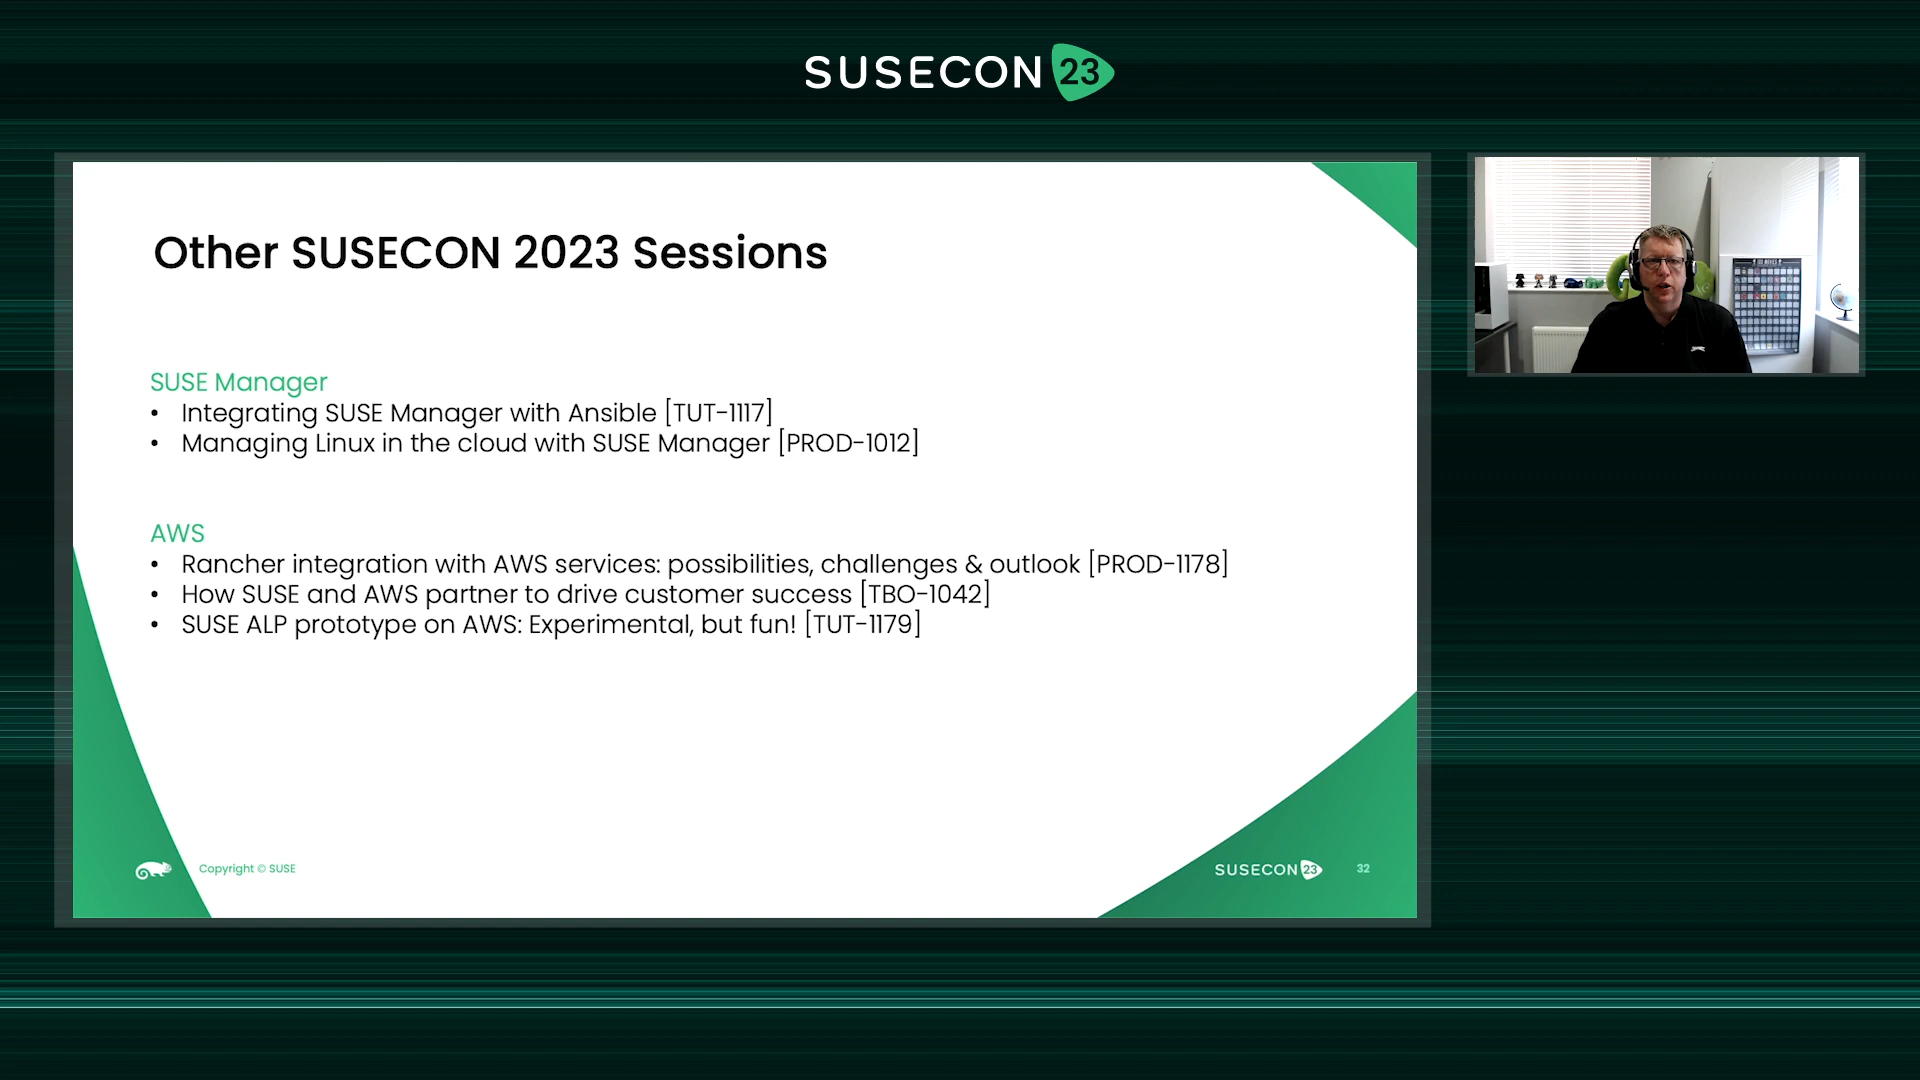 SUSECON 23
Other SUSECON 2023 Sessions
SUSE Manager
• Integrating SUSE Manager with Ansible [TUT-1117]
• Managing Linux in the cloud with SUSE Manager [PROD-1012]
AWS
• Rancher integration with AWS services: possibilities, challenges & outlook [PROD-1178]
• How SUSE and AWS partner to drive customer success [TBO-1042]
• SUSE ALP prototype on AWS: Experimental, but fun! [TUT-1179]
Copyright © SUSE
SUSECON 23
32